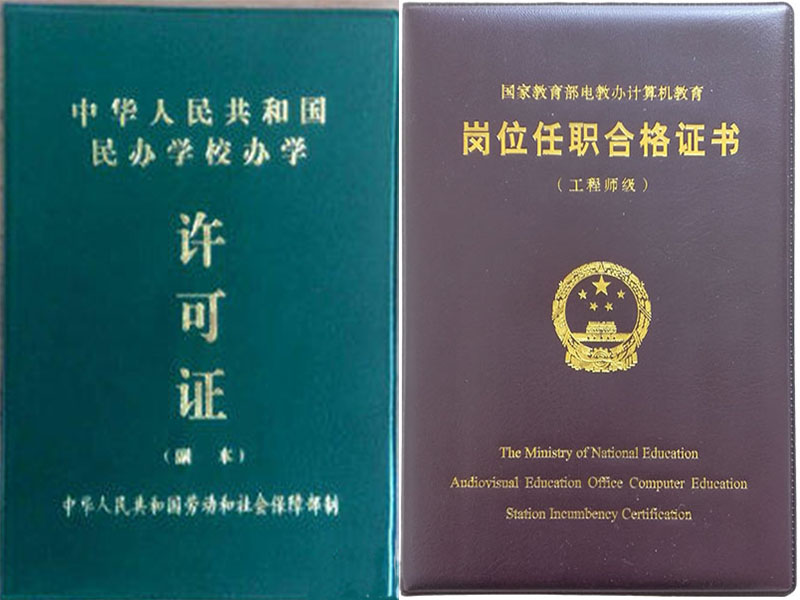 中华人民共和国
民办学校办学
许
可
证
（副 本）
中华人民共和国劳动和社会保障部制
国家教育部电教办计算机教育
岗位任职合格证书
（工程师级）
The Ministry of National Education
Audiovisual Education Office Computer Education
Station Incumbency Certification